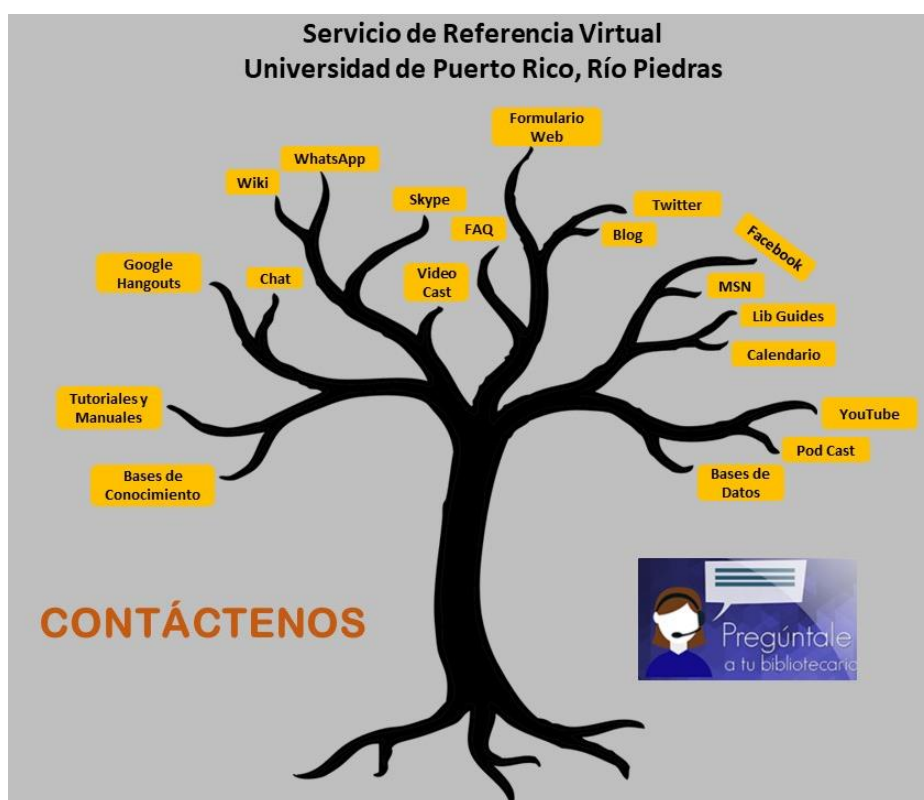 Servicio de Referencia Virtual
Universidad de Puerto Rico, Río Piedras
Formulario
Web
WhatsApp
Wiki
Skype
FAQ
Twitter
Blog
Facebook
Google
Hangouts
Chat
Video
Cast
MSN
Lib Guides
Calendario
Tutoriales y
Manuales
YouTube
Pod Cast
Bases de
Conocimiento
Bases de
Datos
CONTÁCTENOS
Pregúntale
a tu bibliotecario